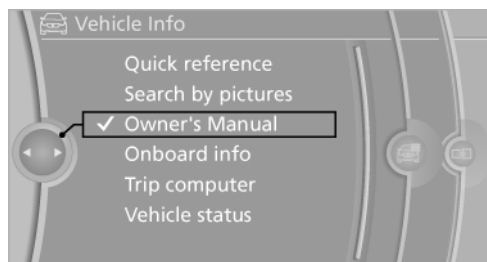 Vehicle Info
Quick reference
Search by pictures
Owner's Manual
Onboard info
Trip computer
Vehicle status